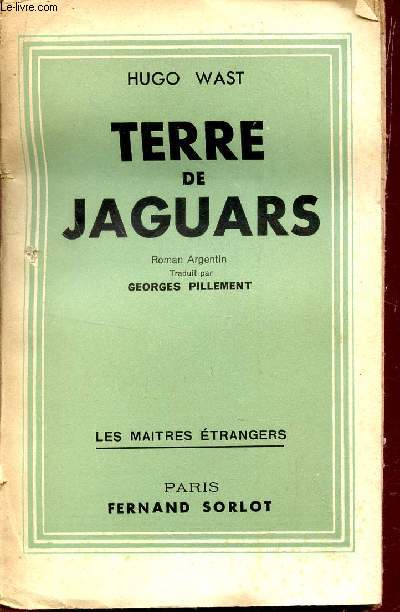 Le-livre.com
HUGO WAST
TERRE
DE
JAGUARS
Roman Argentin
Traduit par
GEORGES PILLEMENT
LES MAITRES ÉTRANGERS
PARIS
FERNAND SORLOT